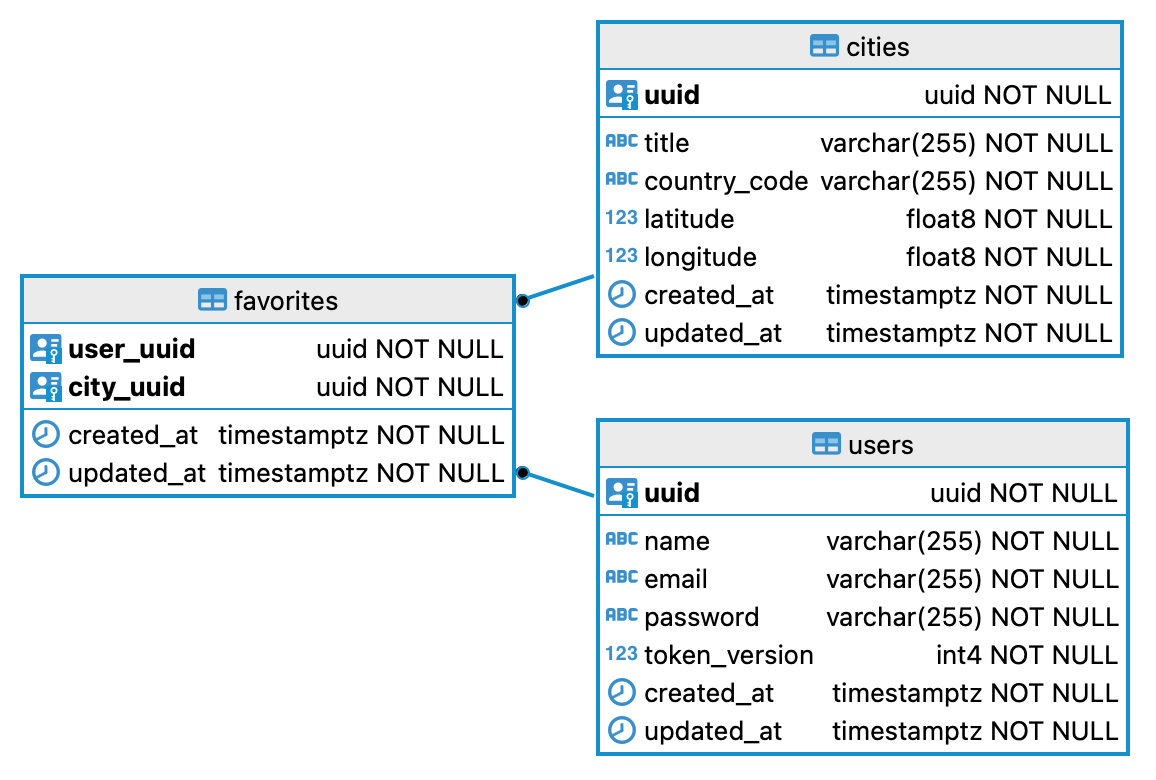 cities
uuid uuid NOT NULL
ABC title varchar(255) NOT NULL
ABC country_code varchar(255) NOT NULL
123 latitude float8 NOT NULL
123 longitude float8 NOT NULL
created_at timestamptz NOT NULL
updated_at timestamptz NOT NULL
favorites
user_uuid uuid NOT NULL
city_uuid uuid NOT NULL
created_at timestamptz NOT NULL
updated_at timestamptz NOT NULL
users
uuid uuid NOT NULL
ABC name varchar(255) NOT NULL
ABC email varchar(255) NOT NULL
ABC password varchar(255) NOT NULL
123 token_version int4 NOT NULL
created_at timestamptz NOT NULL
updated_at timestamptz NOT NULL